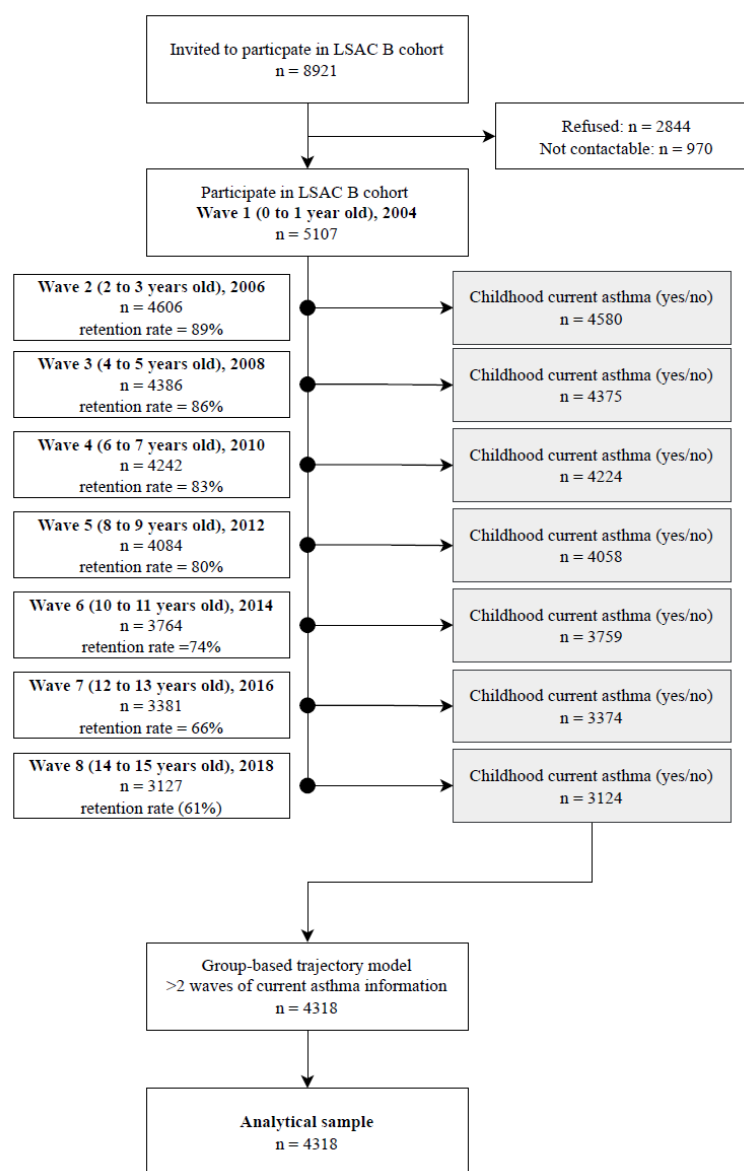 Invited to particpate in LSAC B cohort
n = 8921
Refused: n = 2844
Not contactable: n = 970
Participate in LSAC B cohort
Wave 1 (0 to 1 year old), 2004
n = 5107
Wave 2 (2 to 3 years old), 2006
n = 4606
retention rate = 89%
Childhood current asthma (yes/no)
n = 4580
Wave 3 (4 to 5 years old), 2008
n = 4386
retention rate = 86%
Childhood current asthma (yes/no)
n = 4375
Wave 4 (6 to 7 years old), 2010
n = 4242
retention rate = 83%
Childhood current asthma (yes/no)
n = 4224
Wave 5 (8 to 9 years old), 2012
n = 4084
retention rate = 80%
Childhood current asthma (yes/no)
n = 4058
Wave 6 (10 to 11 years old), 2014
n = 3764
retention rate =74%
Childhood current asthma (yes/no)
n = 3759
Wave 7 (12 to 13 years old), 2016
n = 3381
retention rate = 66%
Childhood current asthma (yes/no)
n = 3374
Wave 8 (14 to 15 years old), 2018
n = 3127
retention rate (61%)
Childhood current asthma (yes/no)
n = 3124
Group-based trajectory model
>2 waves of current asthma information
n = 4318
Analytical sample
n = 4318